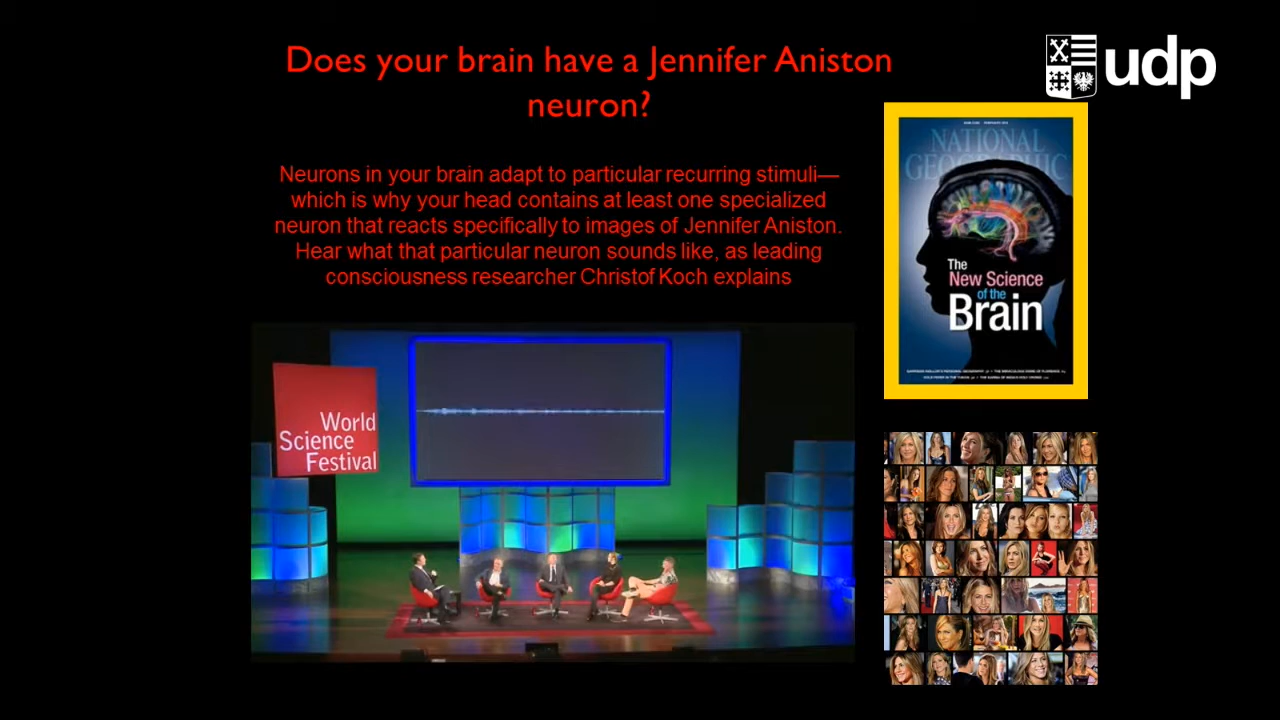 Does your brain have a Jennifer Aniston
neuron?
udp
Neurons in your brain adapt to particular recurring stimuli—
which is why your head contains at least one specialized
neuron that reacts specifically to images of Jennifer Aniston.
Hear what that particular neuron sounds like, as leading
consciousness researcher Christof Koch explains
NATIONAL
GEOGRAPHIC
The
New Science
of the
Brain
World
Science
Festival